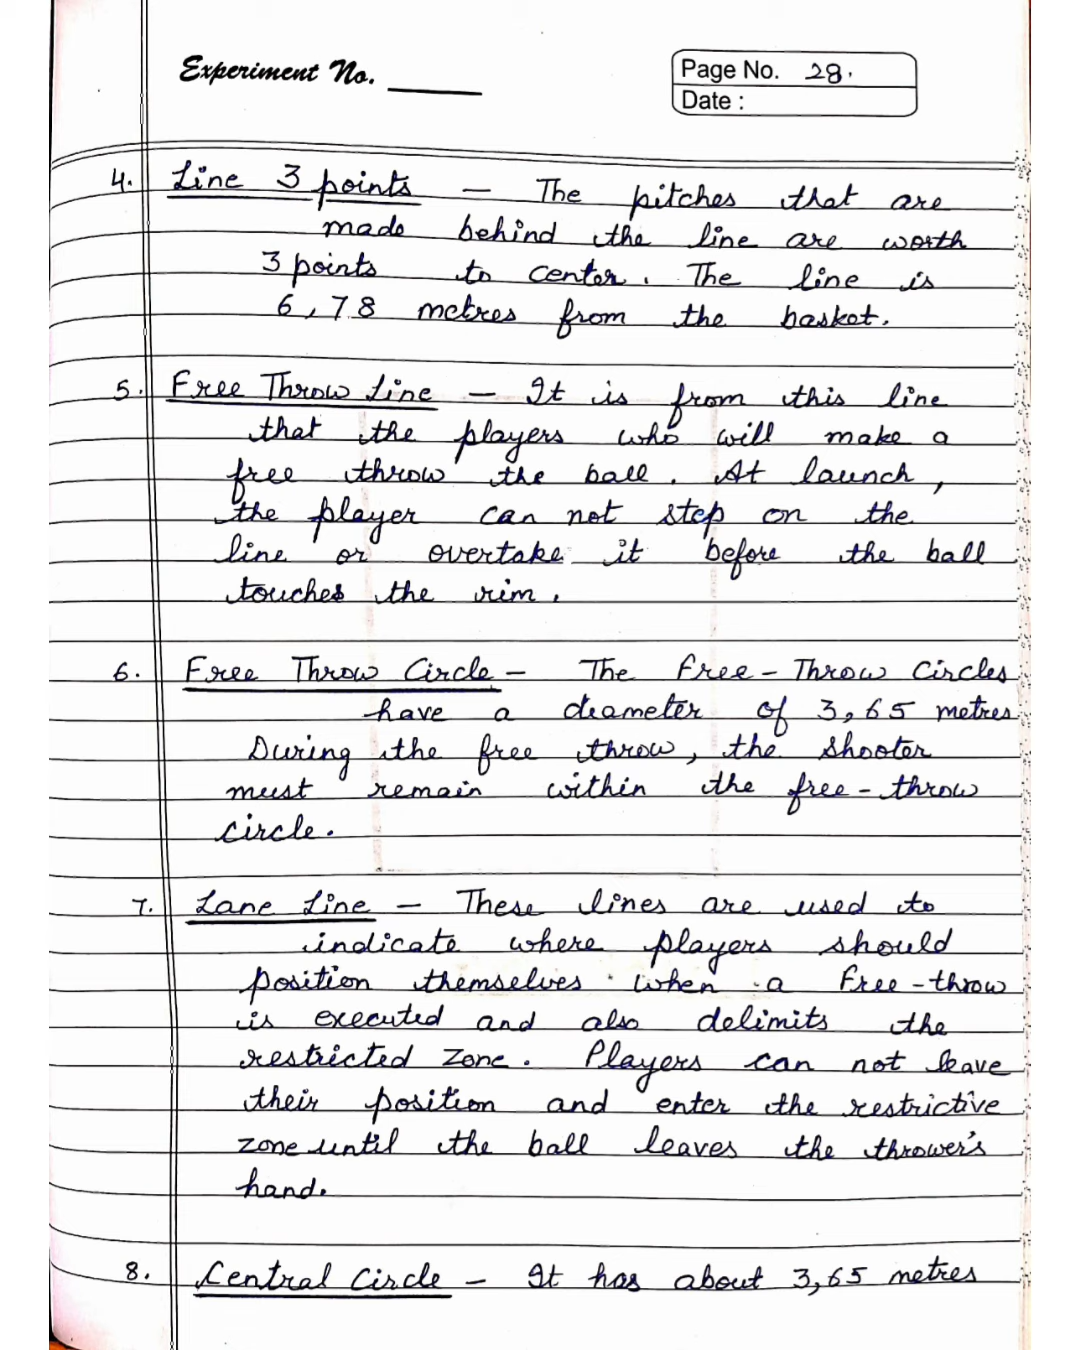 Experiment No. ______
Page No. 28.
Date :
4. Line 3 points — The pitches that are
made behind the line are worth
3 points to center. The line is
6,78 metres from the basket.
5. Free Throw Line — It is from this line
that the players who will make a
free throw the ball. At launch,
the player can not step on the
line or overtake it before the ball
touches the rim.
6. Free Throw Circle — The Free-Throw Circles
have a diameter of 3,65 metres
During the free throw, the shooter
must remain within the free-throw
circle.
7. Lane Line — These lines are used to
indicate where players should
position themselves when a free-throw
is executed and also delimits the
restricted zone. Players can not leave
their position and enter the restrictive
zone until the ball leaves the thrower's
hand.
8. Central Circle — It has about 3,65 metres